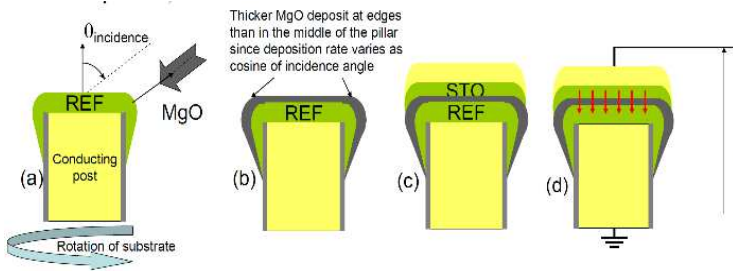 θincidence
REF
MgO
Conducting
post
(a)
Rotation of substrate
Thicker MgO deposit at edges
than in the middle of the pillar
since deposition rate varies as
cosine of incidence angle
REF
(b)
STO
REF
(c)
(d)